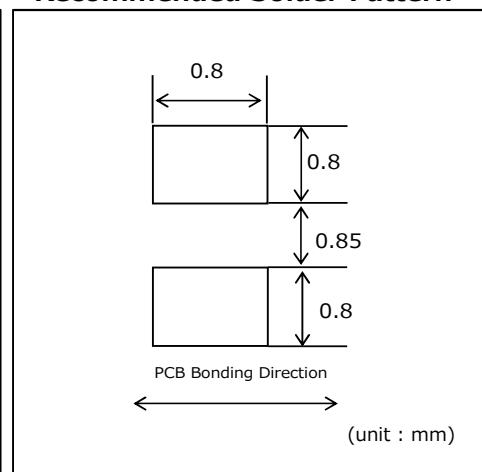 Recommended Solder Pattern
0.8
0.8
0.85
0.8
PCB Bonding Direction
(unit : mm)